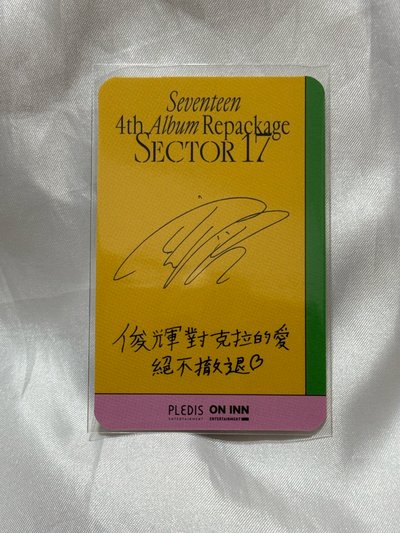 Seventeen
4th Album Repackage
SECTOR 17
俊輝對克拉的愛
絕不撤退♡
PLEDIS ON INN
ENTERTAINMENT ENTERTAINMENT